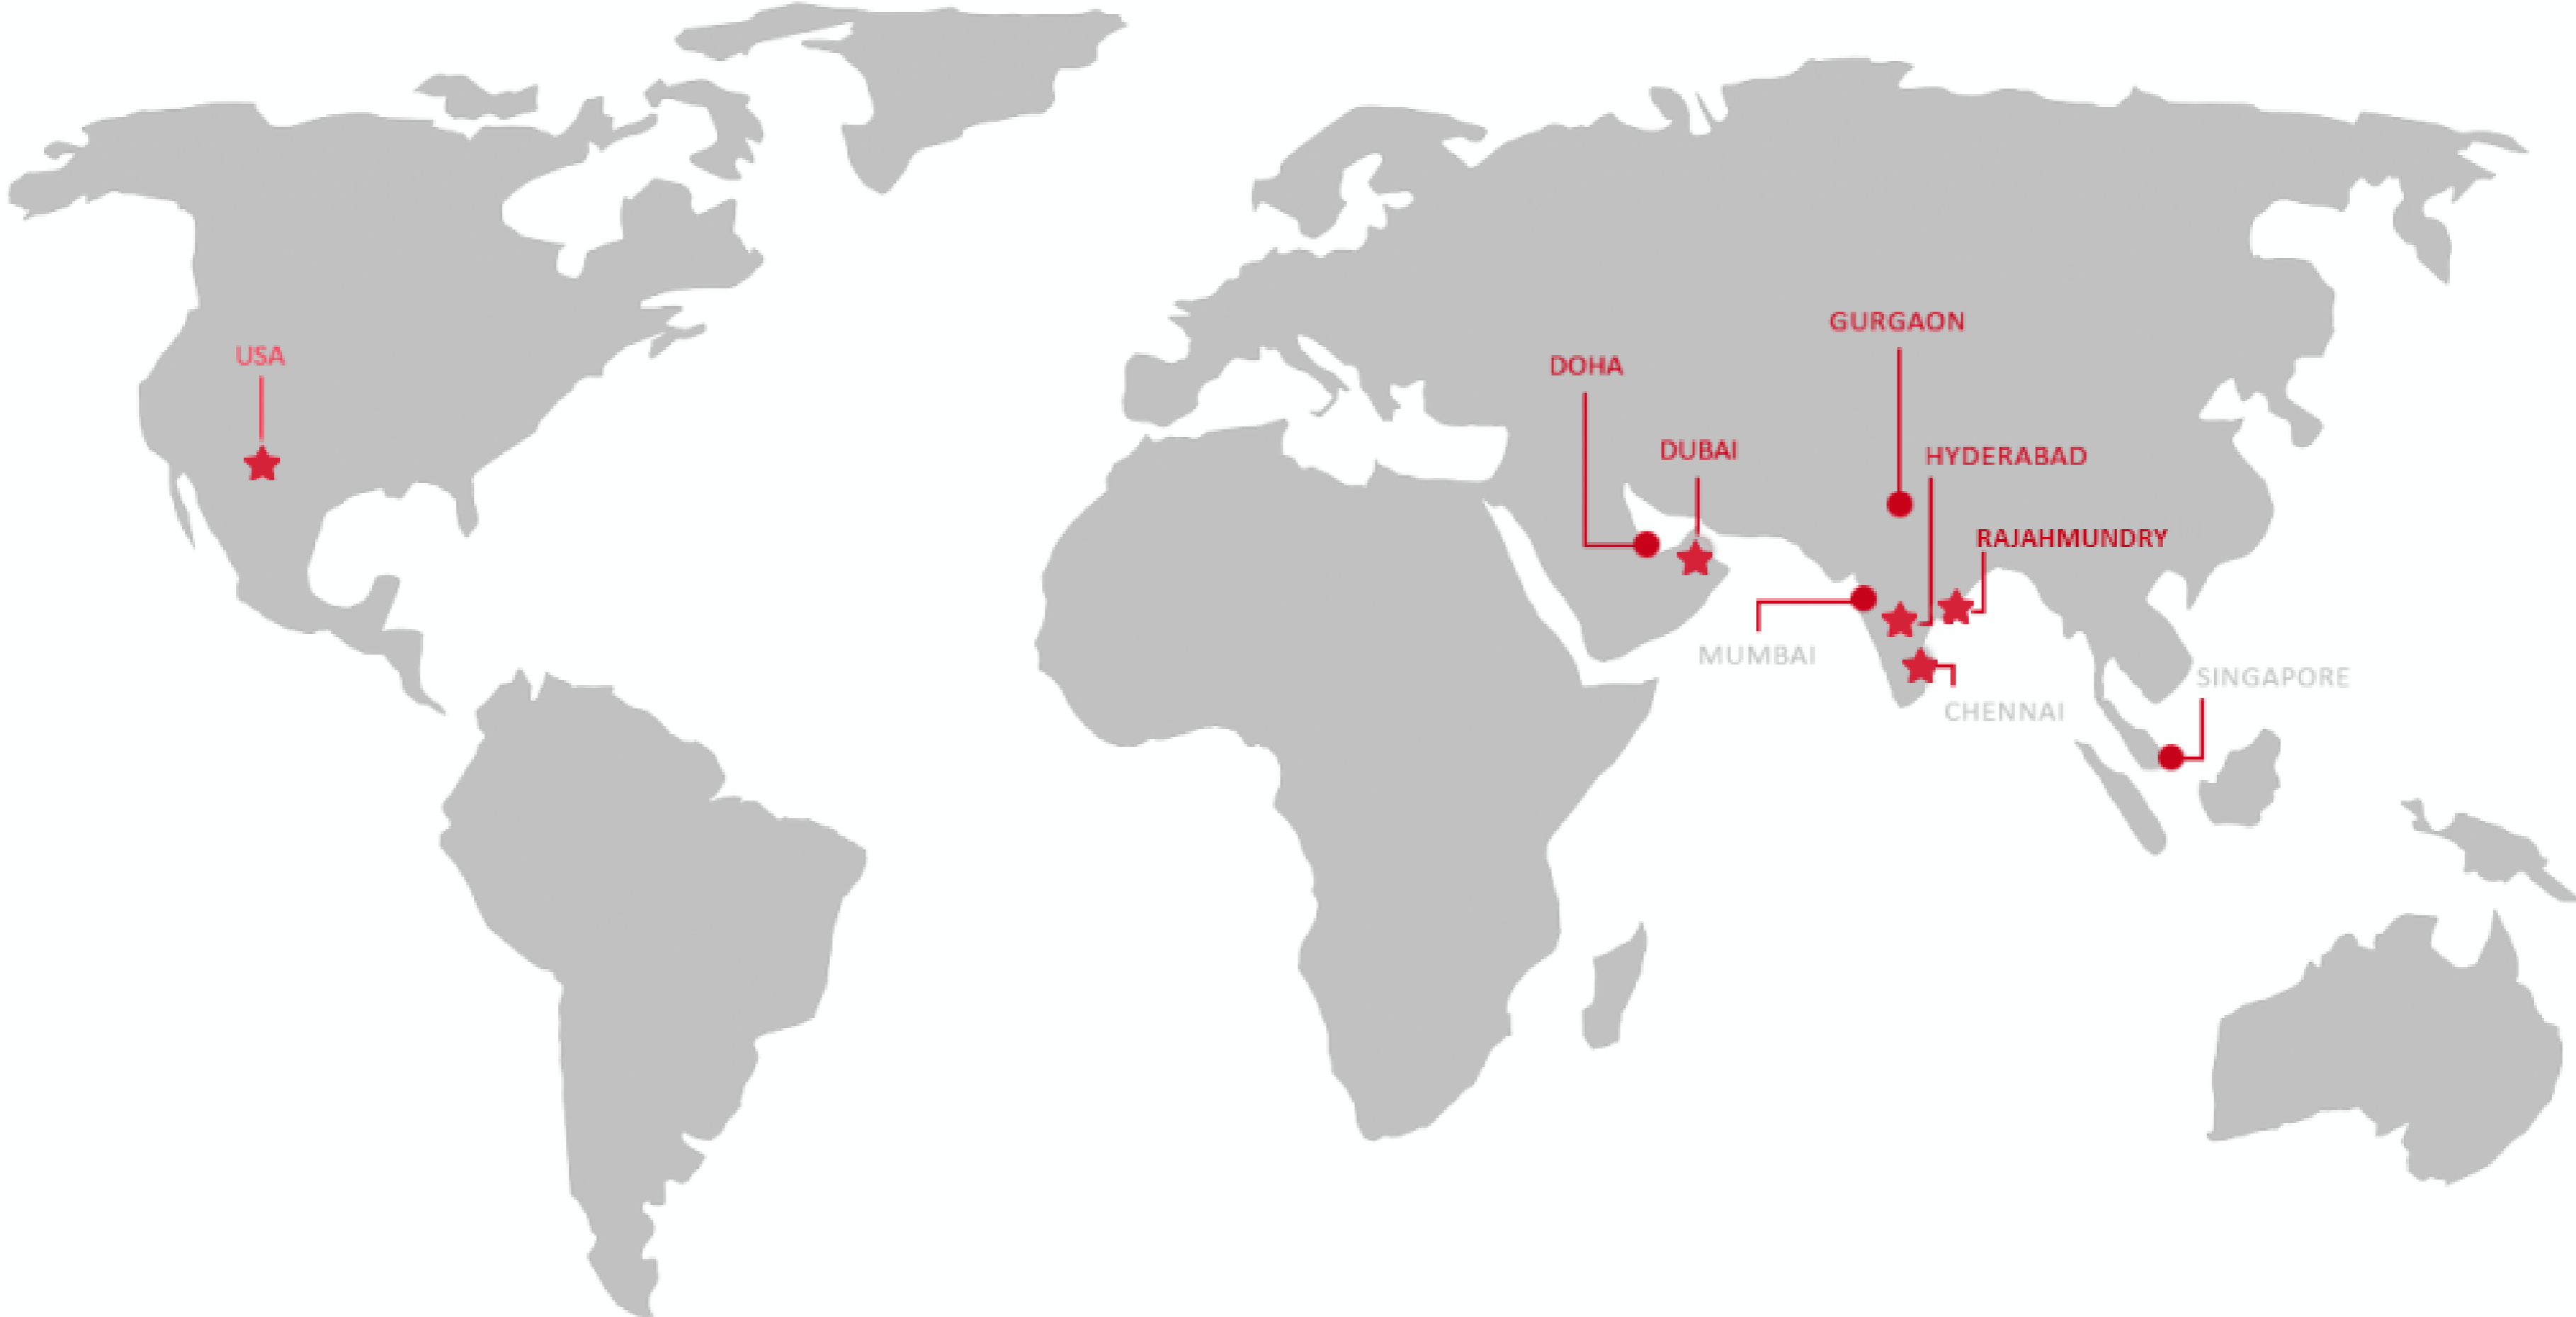 GURGAON
USA
DOHA
DUBAI
HYDERABAD
RAJAHMUNDRY
MUMBAI
SINGAPORE
CHENNAI